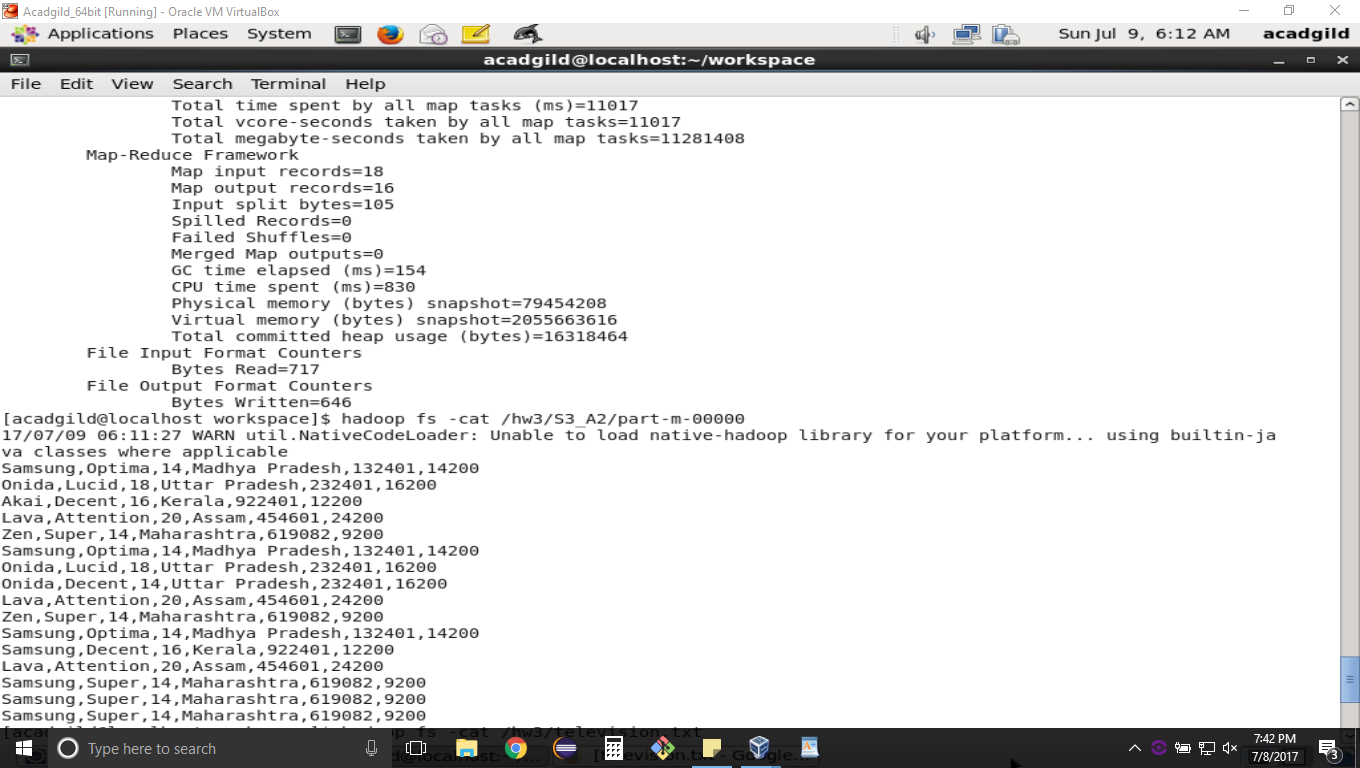 Acadgild_64bit [Running] - Oracle VM VirtualBox
Applications Places System Sun Jul 9, 6:12 AM acadgild
acadgild@localhost:~/workspace
File Edit View Search Terminal Help
Total time spent by all map tasks (ms)=11017
Total vcore-seconds taken by all map tasks=11017
Total megabyte-seconds taken by all map tasks=11281408
Map-Reduce Framework
Map input records=18
Map output records=16
Input split bytes=105
Spilled Records=0
Failed Shuffles=0
Merged Map outputs=0
GC time elapsed (ms)=154
CPU time spent (ms)=830
Physical memory (bytes) snapshot=79454208
Virtual memory (bytes) snapshot=2055663616
Total committed heap usage (bytes)=16318464
File Input Format Counters
Bytes Read=717
File Output Format Counters
Bytes Written=646
[acadgild@localhost workspace]$ hadoop fs -cat /hw3/S3_A2/part-m-00000
17/07/09 06:11:27 WARN util.NativeCodeLoader: Unable to load native-hadoop library for your platform... using builtin-ja
va classes where applicable
Samsung,Optima,14,Madhya Pradesh,132401,14200
Onida,Lucid,18,Uttar Pradesh,232401,16200
Akai,Decent,16,Kerala,922401,12200
Lava,Attention,20,Assam,454601,24200
Zen,Super,14,Maharashtra,619082,9200
Samsung,Optima,14,Madhya Pradesh,132401,14200
Onida,Lucid,18,Uttar Pradesh,232401,16200
Onida,Decent,14,Uttar Pradesh,232401,16200
Lava,Attention,20,Assam,454601,24200
Zen,Super,14,Maharashtra,619082,9200
Samsung,Optima,14,Madhya Pradesh,132401,14200
Samsung,Decent,16,Kerala,922401,12200
Lava,Attention,20,Assam,454601,24200
Samsung,Super,14,Maharashtra,619082,9200
Samsung,Super,14,Maharashtra,619082,9200
Samsung,Super,14,Maharashtra,619082,9200
fs -cat /hw3/television.txt
Type here to search
7:42 PM
7/8/2017
3